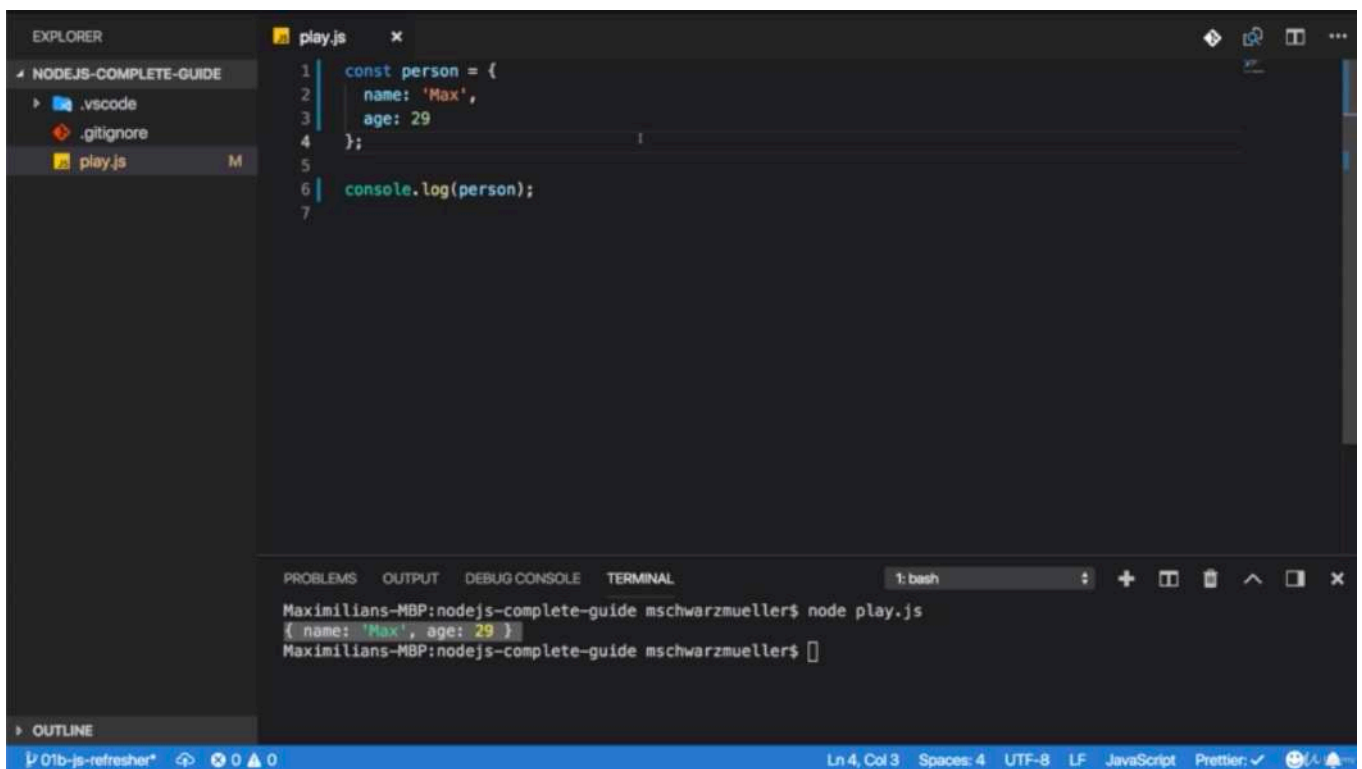 EXPLORER
NODEJS-COMPLETE-GUIDE
.vscode
.gitignore
play.js M
play.js ×
1 const person = {
2 name: 'Max',
3 age: 29
4 };
5
6 console.log(person);
7
PROBLEMS OUTPUT DEBUG CONSOLE TERMINAL 1: bash
Maximilians-MBP:nodejs-complete-guide mschwarzmueller$ node play.js
{ name: 'Max', age: 29 }
Maximilians-MBP:nodejs-complete-guide mschwarzmueller$
OUTLINE
01b-js-refresher* 0 0 Ln 4, Col 3 Spaces: 4 UTF-8 LF JavaScript Prettier: ✓